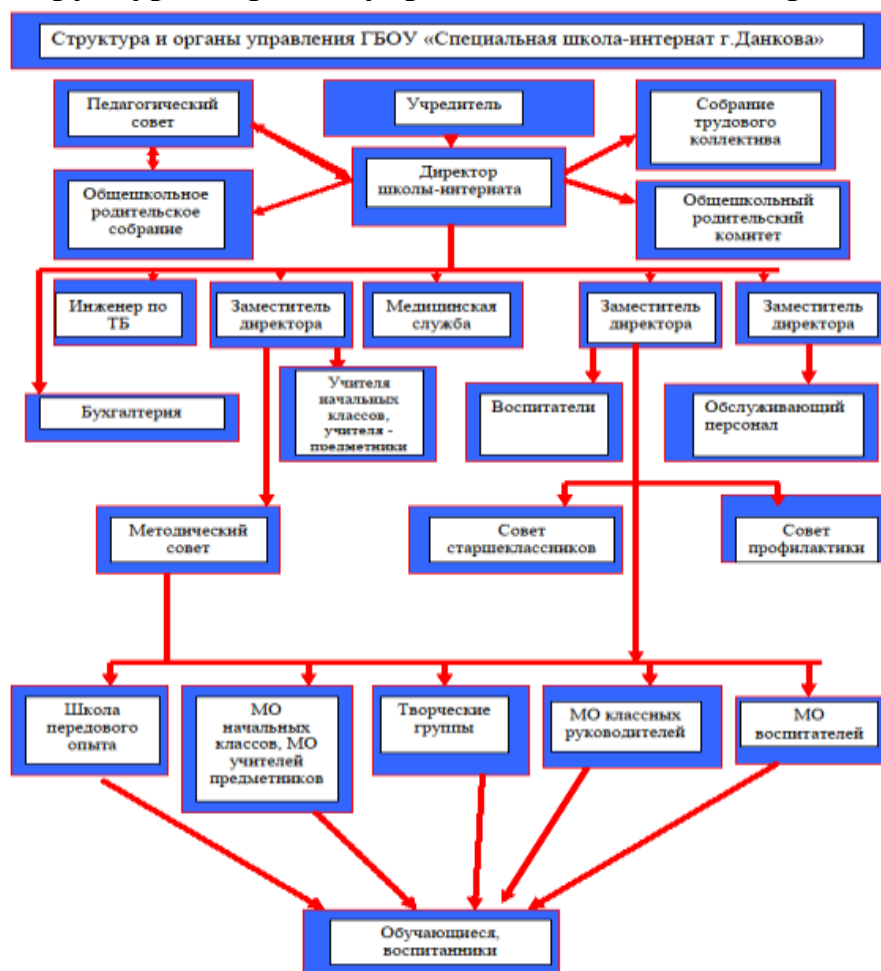 Структура и органы управления ГБОУ «Специальная школа-интернат г.Данкова»
Педагогический
совет
Учредитель
Собрание
трудового
коллектива
Директор
школы-интерната
Общешкольное
родительское
собрание
Общешкольный
родительский
комитет
Инженер по
ТБ
Заместитель
директора
Медицинская
служба
Заместитель
директора
Заместитель
директора
Бухгалтерия
Учителя
начальных
классов,
учителя -
предметники
Воспитатели
Обслуживающий
персонал
Методический
совет
Совет
старшеклассников
Совет
профилактики
Школа
передового
опыта
МО
начальных
классов, МО
учителей
предметников
Творческие
группы
МО классных
руководителей
МО
воспитателей
Обучающиеся,
воспитанники